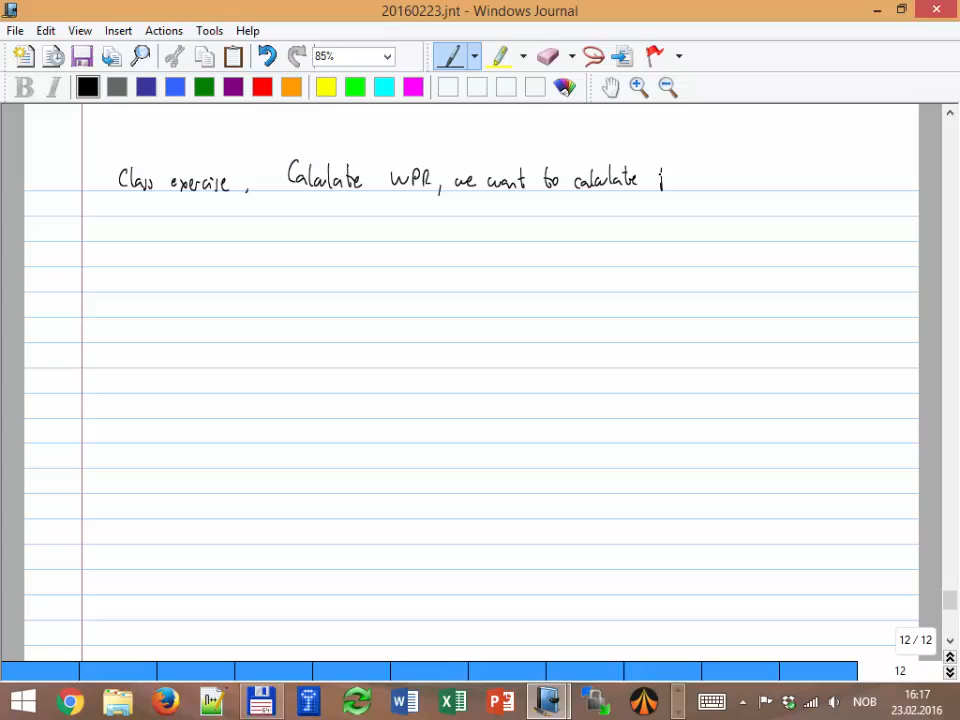 20160223.jnt - Windows Journal
File Edit View Insert Actions Tools Help
85%
B I
Class exercise, Calculate WPR, we want to calculate i
12 / 12
12
NOB
16:17
23.02.2016